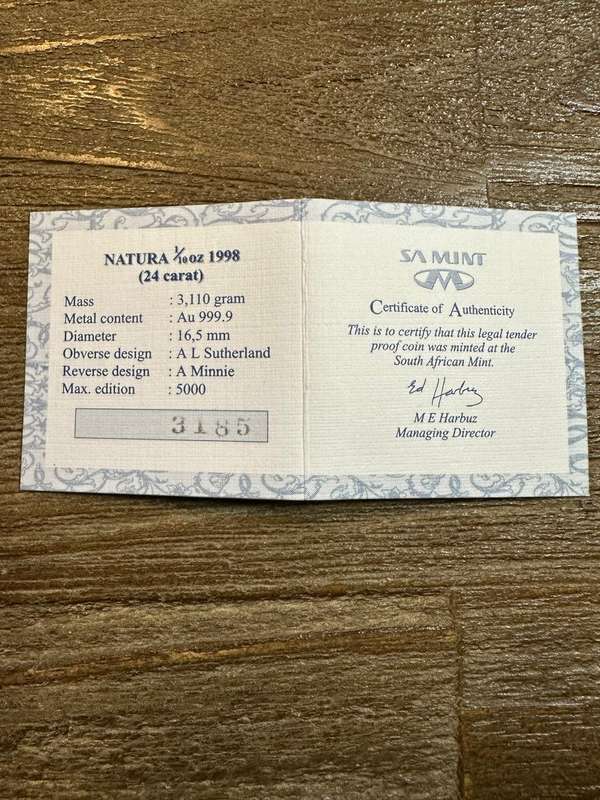 NATURA 1/10 oz 1998
(24 carat)
Mass : 3,110 gram
Metal content : Au 999.9
Diameter : 16,5 mm
Obverse design : A L Sutherland
Reverse design : A Minnie
Max. edition : 5000
3185
SA MINT
Certificate of Authenticity
This is to certify that this legal tender
proof coin was minted at the
South African Mint.
Ed Harbuz
M E Harbuz
Managing Director